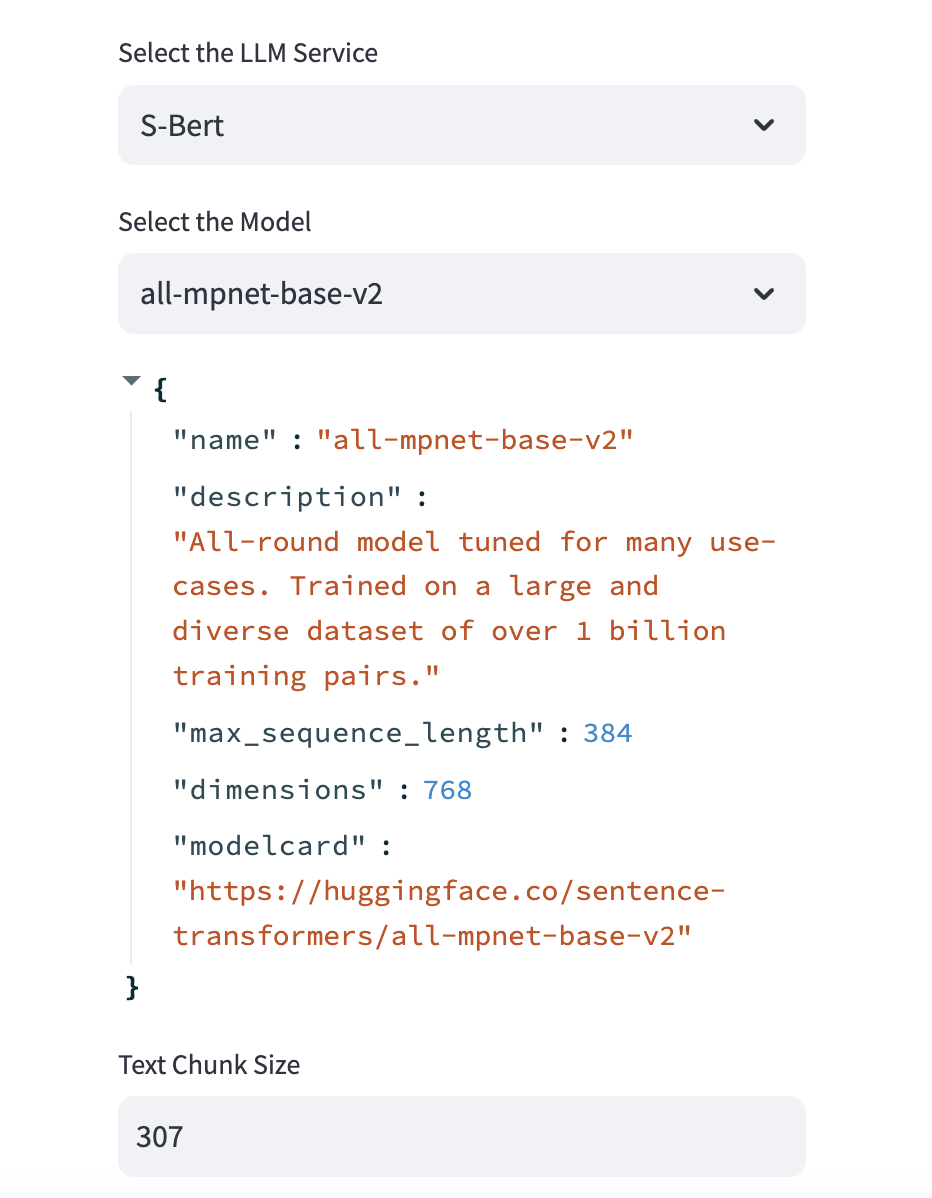 Select the LLM Service
S-Bert
Select the Model
all-mpnet-base-v2
{
"name" : "all-mpnet-base-v2"
"description" :
"All-round model tuned for many use-
cases. Trained on a large and
diverse dataset of over 1 billion
training pairs."
"max_sequence_length" : 384
"dimensions" : 768
"modelcard" :
"https://huggingface.co/sentence-
transformers/all-mpnet-base-v2"
}
Text Chunk Size
307